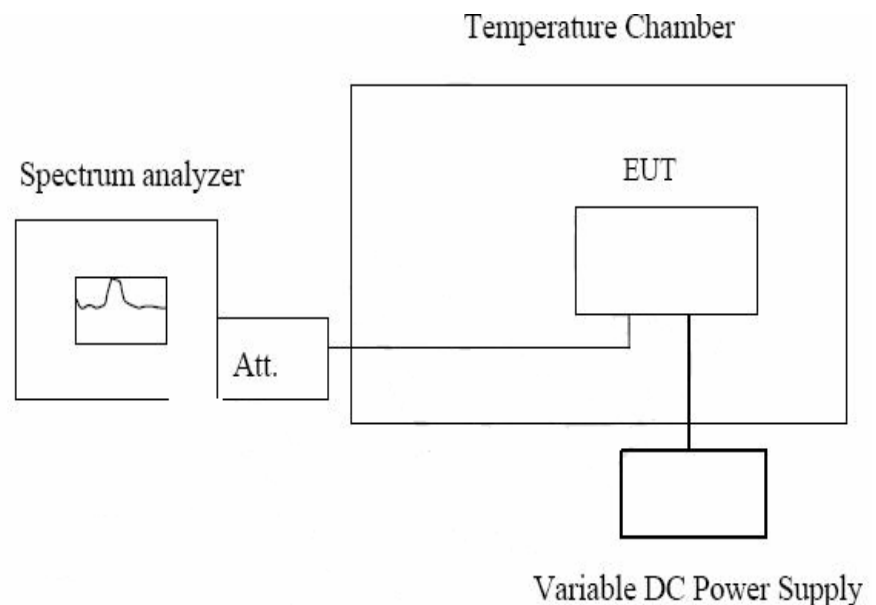 Temperature Chamber
Spectrum analyzer
EUT
Att.
Variable DC Power Supply